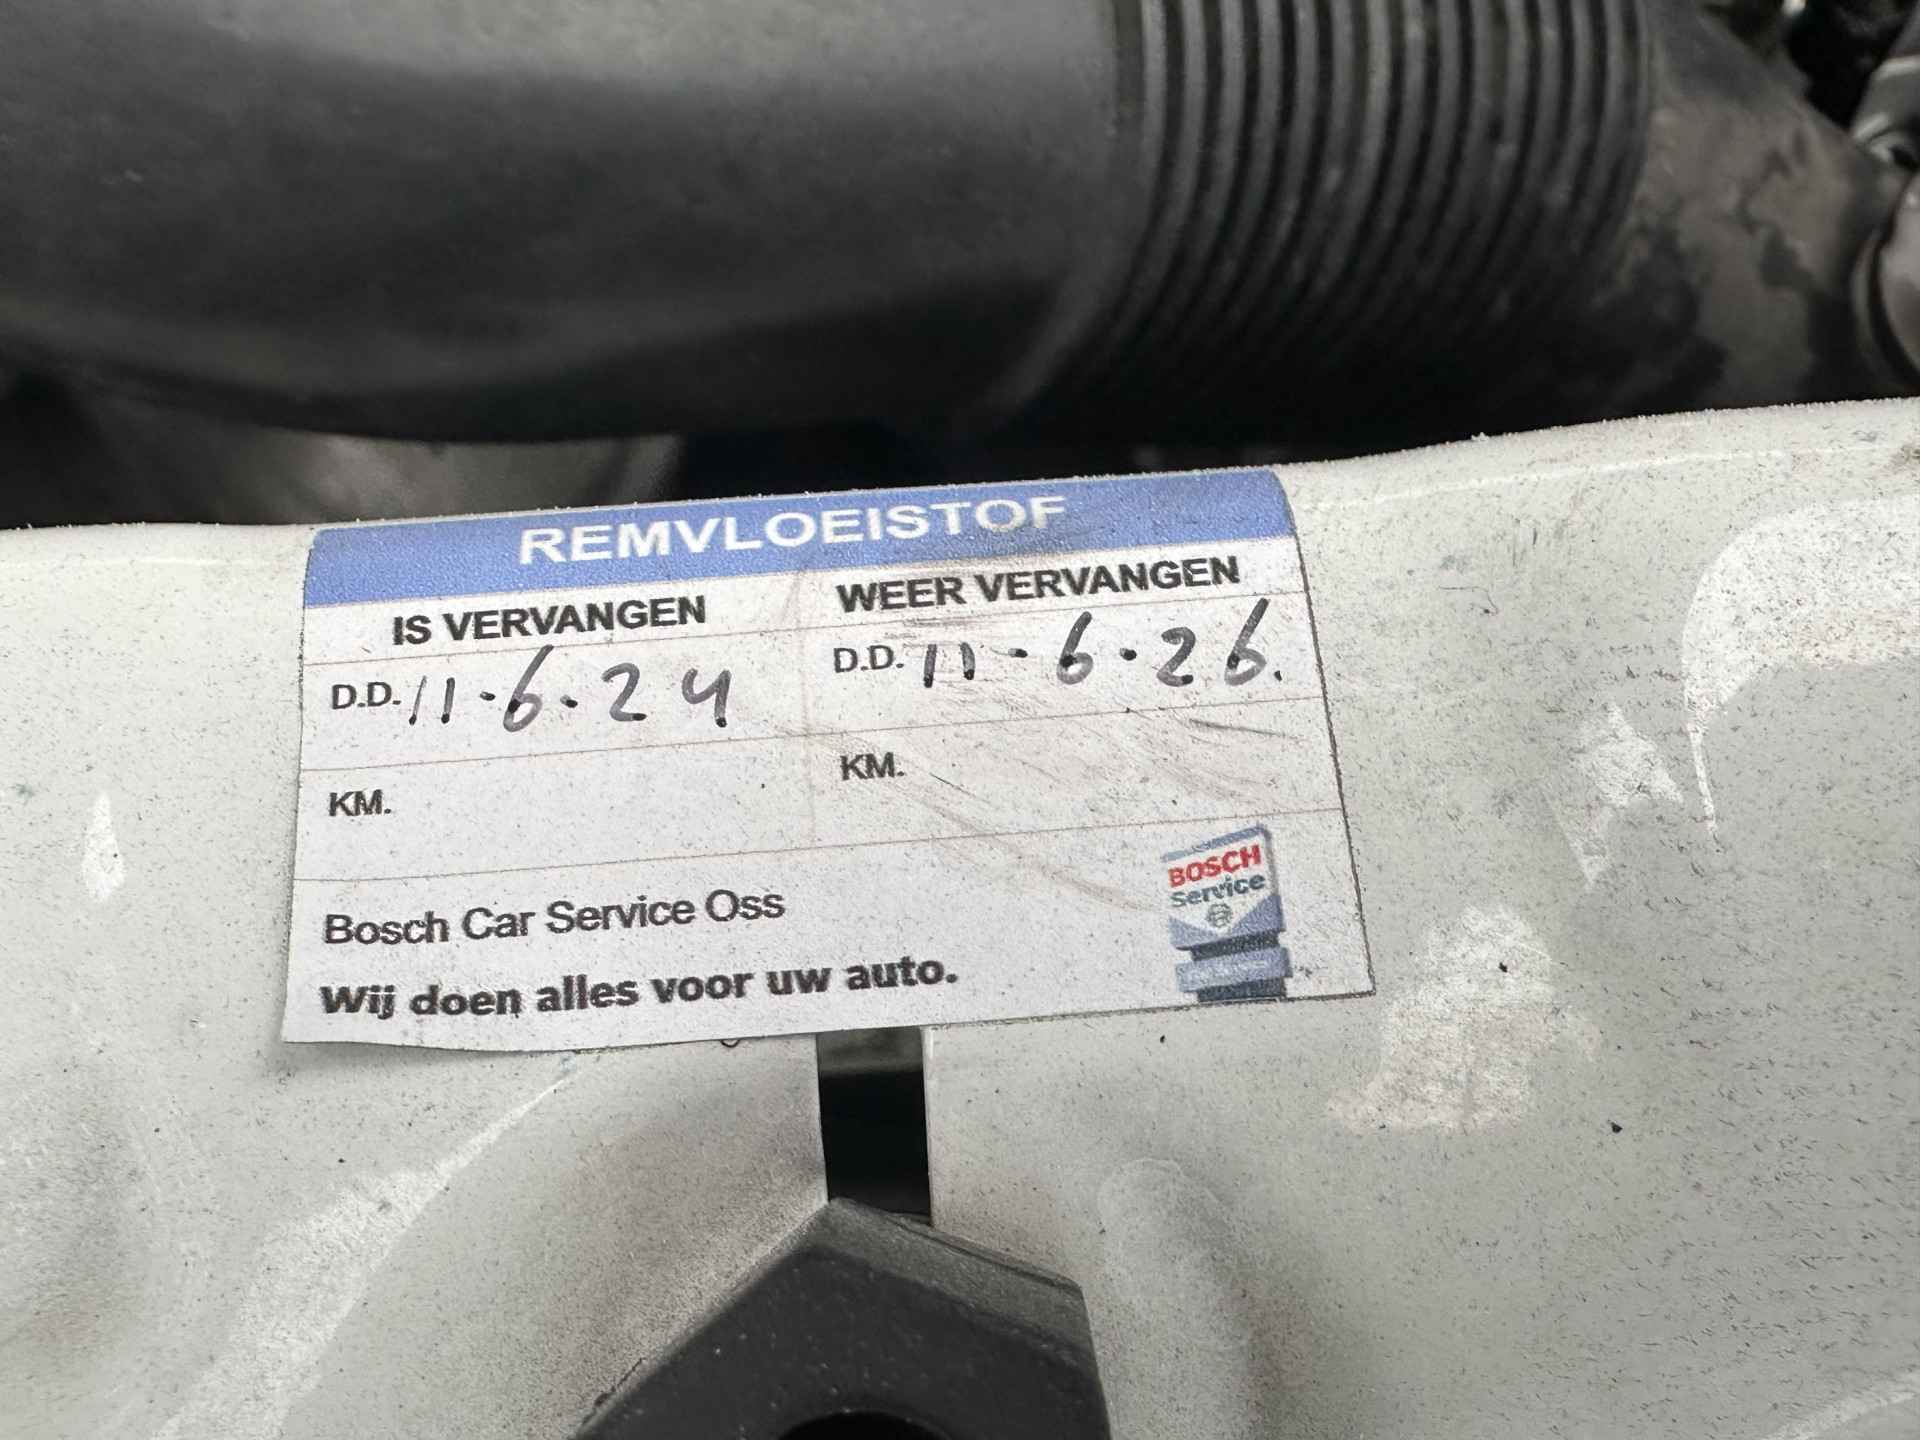 REMVLOEISTOF
IS VERVANGEN WEER VERVANGEN
D.D. 11·6·24 D.D. 11·6·26.
KM. KM.
Bosch Car Service Oss
Wij doen alles voor uw auto.
BOSCH
Service